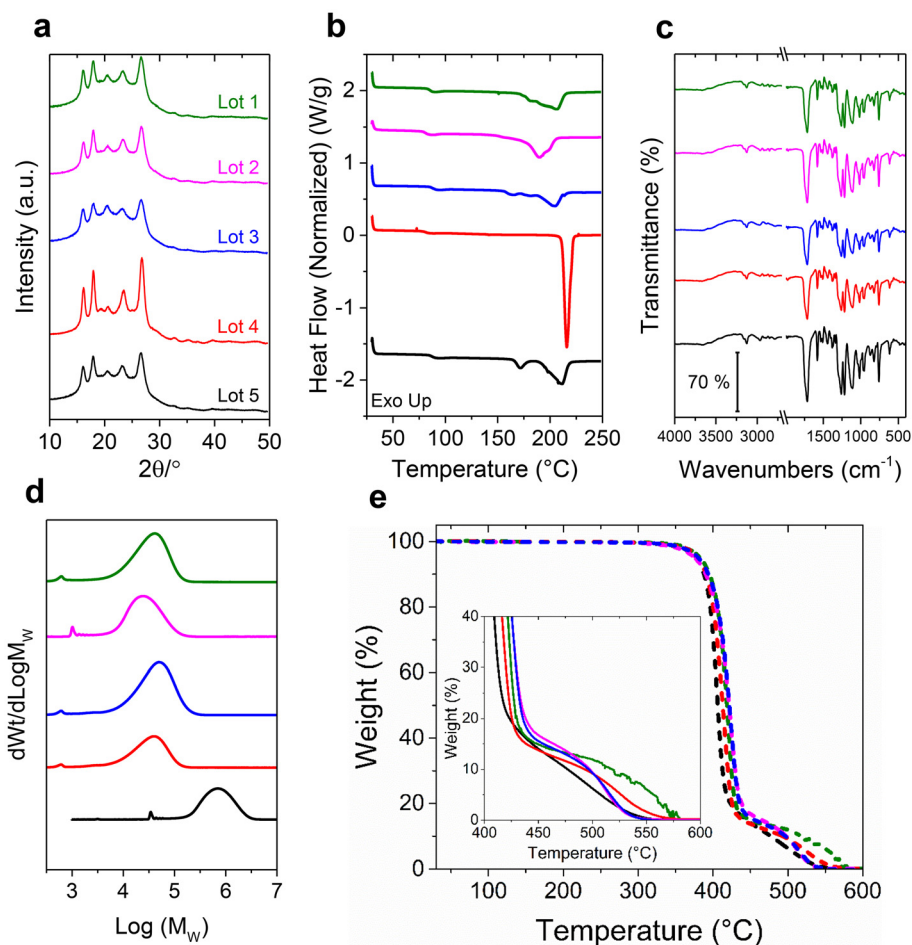 a
Intensity (a.u.)
Lot 1
Lot 2
Lot 3
Lot 4
Lot 5
10 20 30 40 50
2θ/°
b
Heat Flow (Normalized) (W/g)
2
1
0
-1
-2
Exo Up
50 100 150 200 250
Temperature (°C)
c
Transmittance (%)
70 %
4000 3500 3000 1500 1000 400
Wavenumbers (cm⁻¹)
d
dWt/dLogM_W
3 4 5 6 7
Log (M_W)
e
Weight (%)
100
80
60
40
20
0
100 200 300 400 500 600
Temperature (°C)
Weight (%)
40
30
20
10
0
400 450 500 550 600
Temperature (°C)